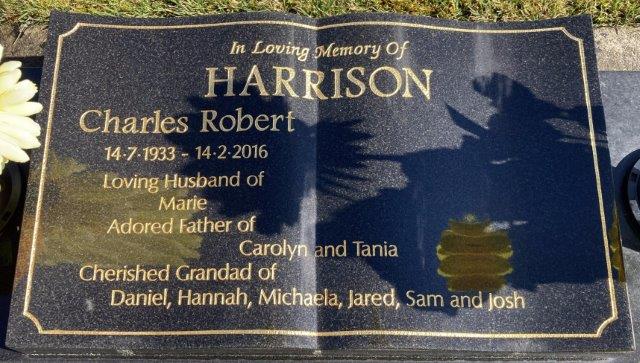 In Loving Memory Of
HARRISON
Charles Robert
14·7·1933 - 14·2·2016
Loving Husband of
Marie
Adored Father of
Carolyn and Tania
Cherished Grandad of
Daniel, Hannah, Michaela, Jared, Sam and Josh